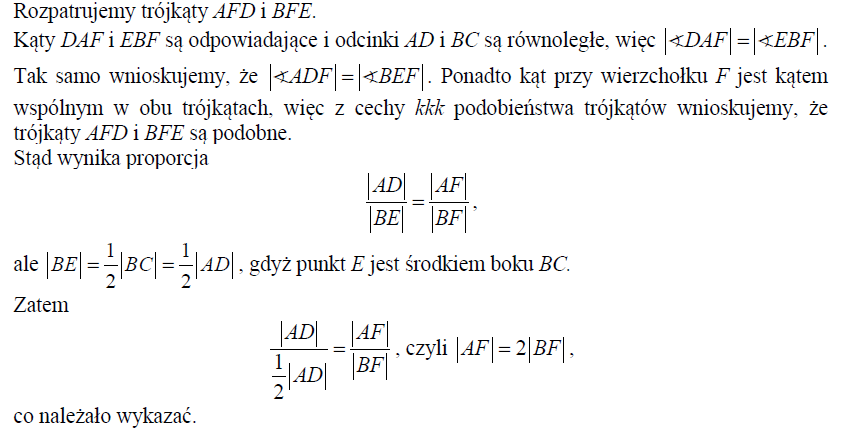 Rozpatrujemy trójkąty AFD i BFE.
Kąty DAF i EBF są odpowiadające i odcinki AD i BC są równoległe, więc |∢DAF| = |∢EBF|.
Tak samo wnioskujemy, że |∢ADF| = |∢BEF|. Ponadto kąt przy wierzchołku F jest kątem
wspólnym w obu trójkątach, więc z cechy kkk podobieństwa trójkątów wnioskujemy, że
trójkąty AFD i BFE są podobne.
Stąd wynika proporcja
|AD|/|BE| = |AF|/|BF|,
ale |BE| = 1/2|BC| = 1/2|AD|, gdyż punkt E jest środkiem boku BC.
Zatem
|AD|/(1/2|AD|) = |AF|/|BF|, czyli |AF| = 2|BF|,
co należało wykazać.